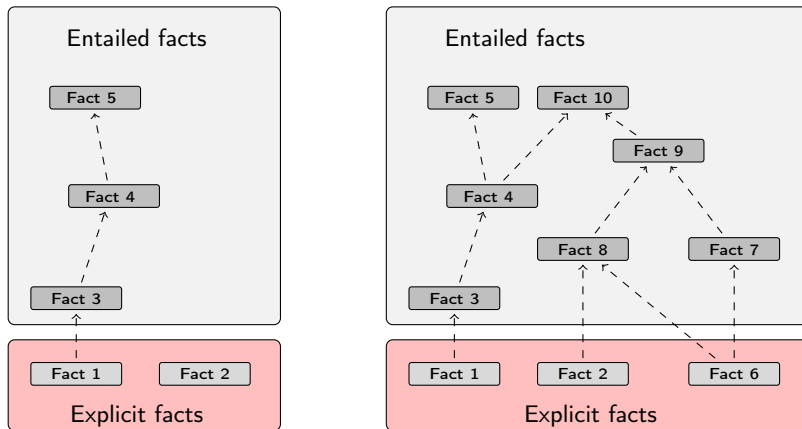 Entailed facts
Fact 5
Fact 4
Fact 3
Fact 1
Fact 2
Explicit facts
Entailed facts
Fact 5
Fact 10
Fact 9
Fact 4
Fact 8
Fact 7
Fact 3
Fact 1
Fact 2
Fact 6
Explicit facts